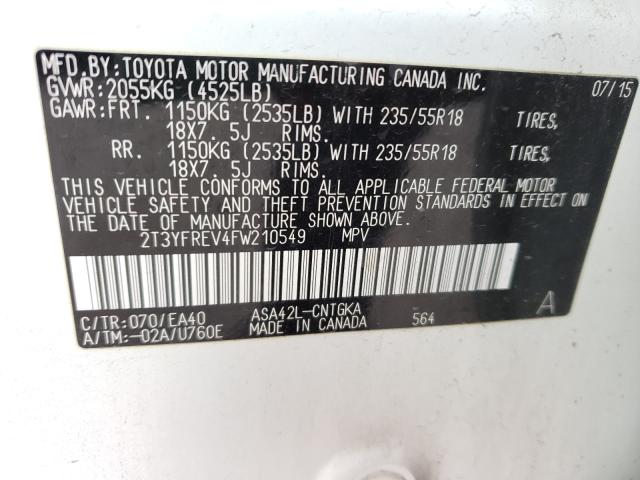 MFD.BY:TOYOTA MOTOR MANUFACTURING CANADA INC.
GVWR:2055KG (4525LB) 07/15
GAWR:FRT. 1150KG (2535LB) WITH 235/55R18 TIRES,
18X7.5J RIMS.
RR. 1150KG (2535LB) WITH 235/55R18 TIRES,
18X7.5J RIMS.
THIS VEHICLE CONFORMS TO ALL APPLICABLE FEDERAL MOTOR
VEHICLE SAFETY AND THEFT PREVENTION STANDARDS IN EFFECT ON
THE DATE OF MANUFACTURE SHOWN ABOVE.
2T3YFREV4FW210549 MPV
C/TR:070/EA40 ASA42L-CNTGKA A
A/TM:-02A/U760E MADE IN CANADA 564